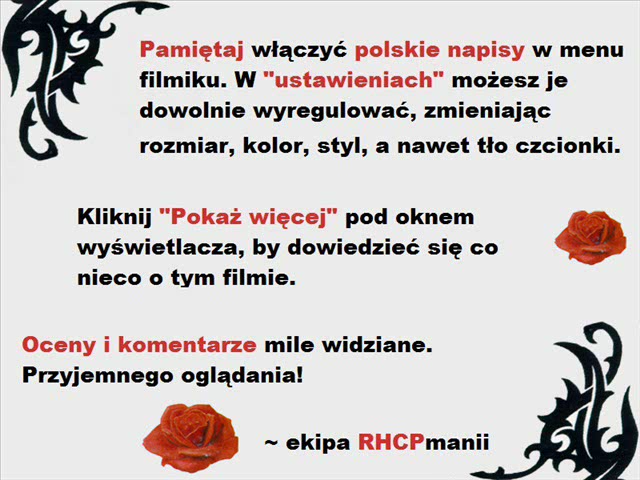 Pamiętaj włączyć polskie napisy w menu
filmiku. W "ustawieniach" możesz je
dowolnie wyregulować, zmieniając
rozmiar, kolor, styl, a nawet tło czcionki.
Kliknij "Pokaż więcej" pod oknem
wyświetlacza, by dowiedzieć się co
nieco o tym filmie.
Oceny i komentarze mile widziane.
Przyjemnego oglądania!
~ ekipa RHCPmanii